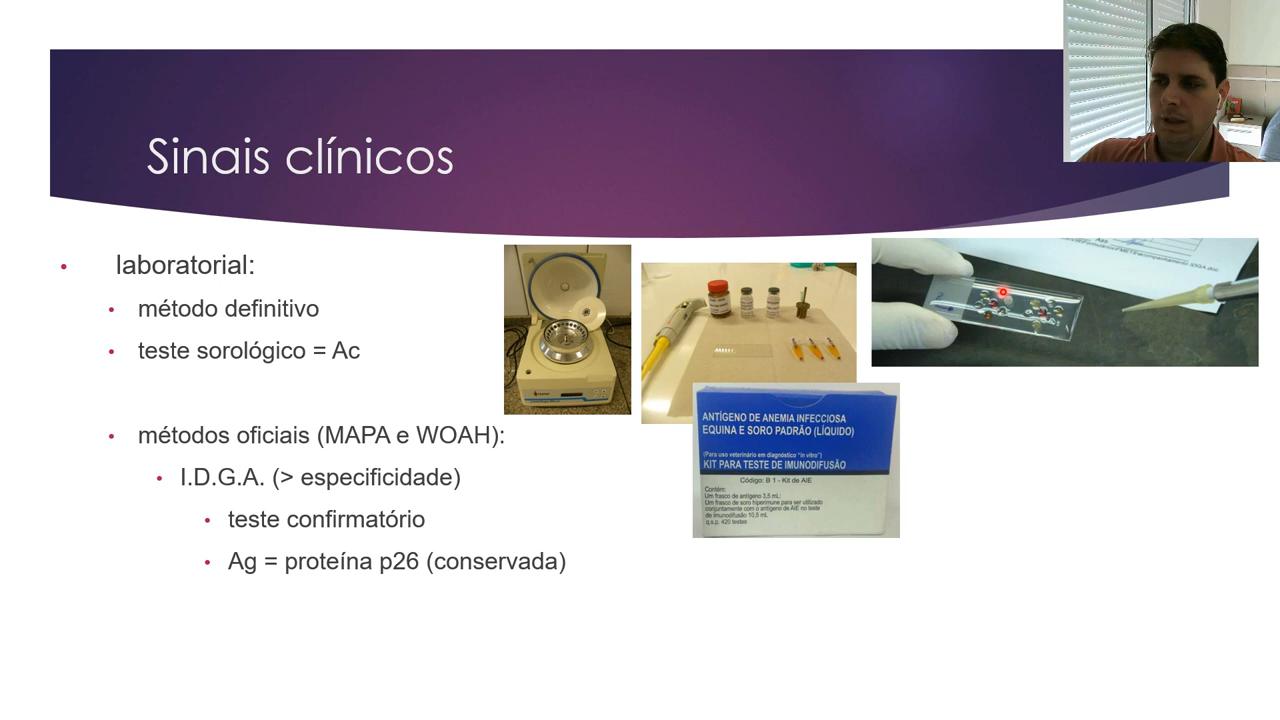 Sinais clínicos
laboratorial:
método definitivo
teste sorológico = Ac
métodos oficiais (MAPA e WOAH):
I.D.G.A. (> especificidade)
teste confirmatório
Ag = proteína p26 (conservada)
ANTÍGENO DE ANEMIA INFECCIOSA
EQUINA E SORO PADRÃO (LÍQUIDO)
(Para uso veterinário em diagnóstico "in vitro")
KIT PARA TESTE DE IMUNODIFUSÃO
Código: B 1 - Kit de AIE
Contém:
Um frasco de antígeno 3,5 mL:
Um frasco de soro hiperimune para ser utilizado
conjuntamente com o antígeno de AIE no teste
de imunodifusão 10,5 mL
q.s.p. 420 testes